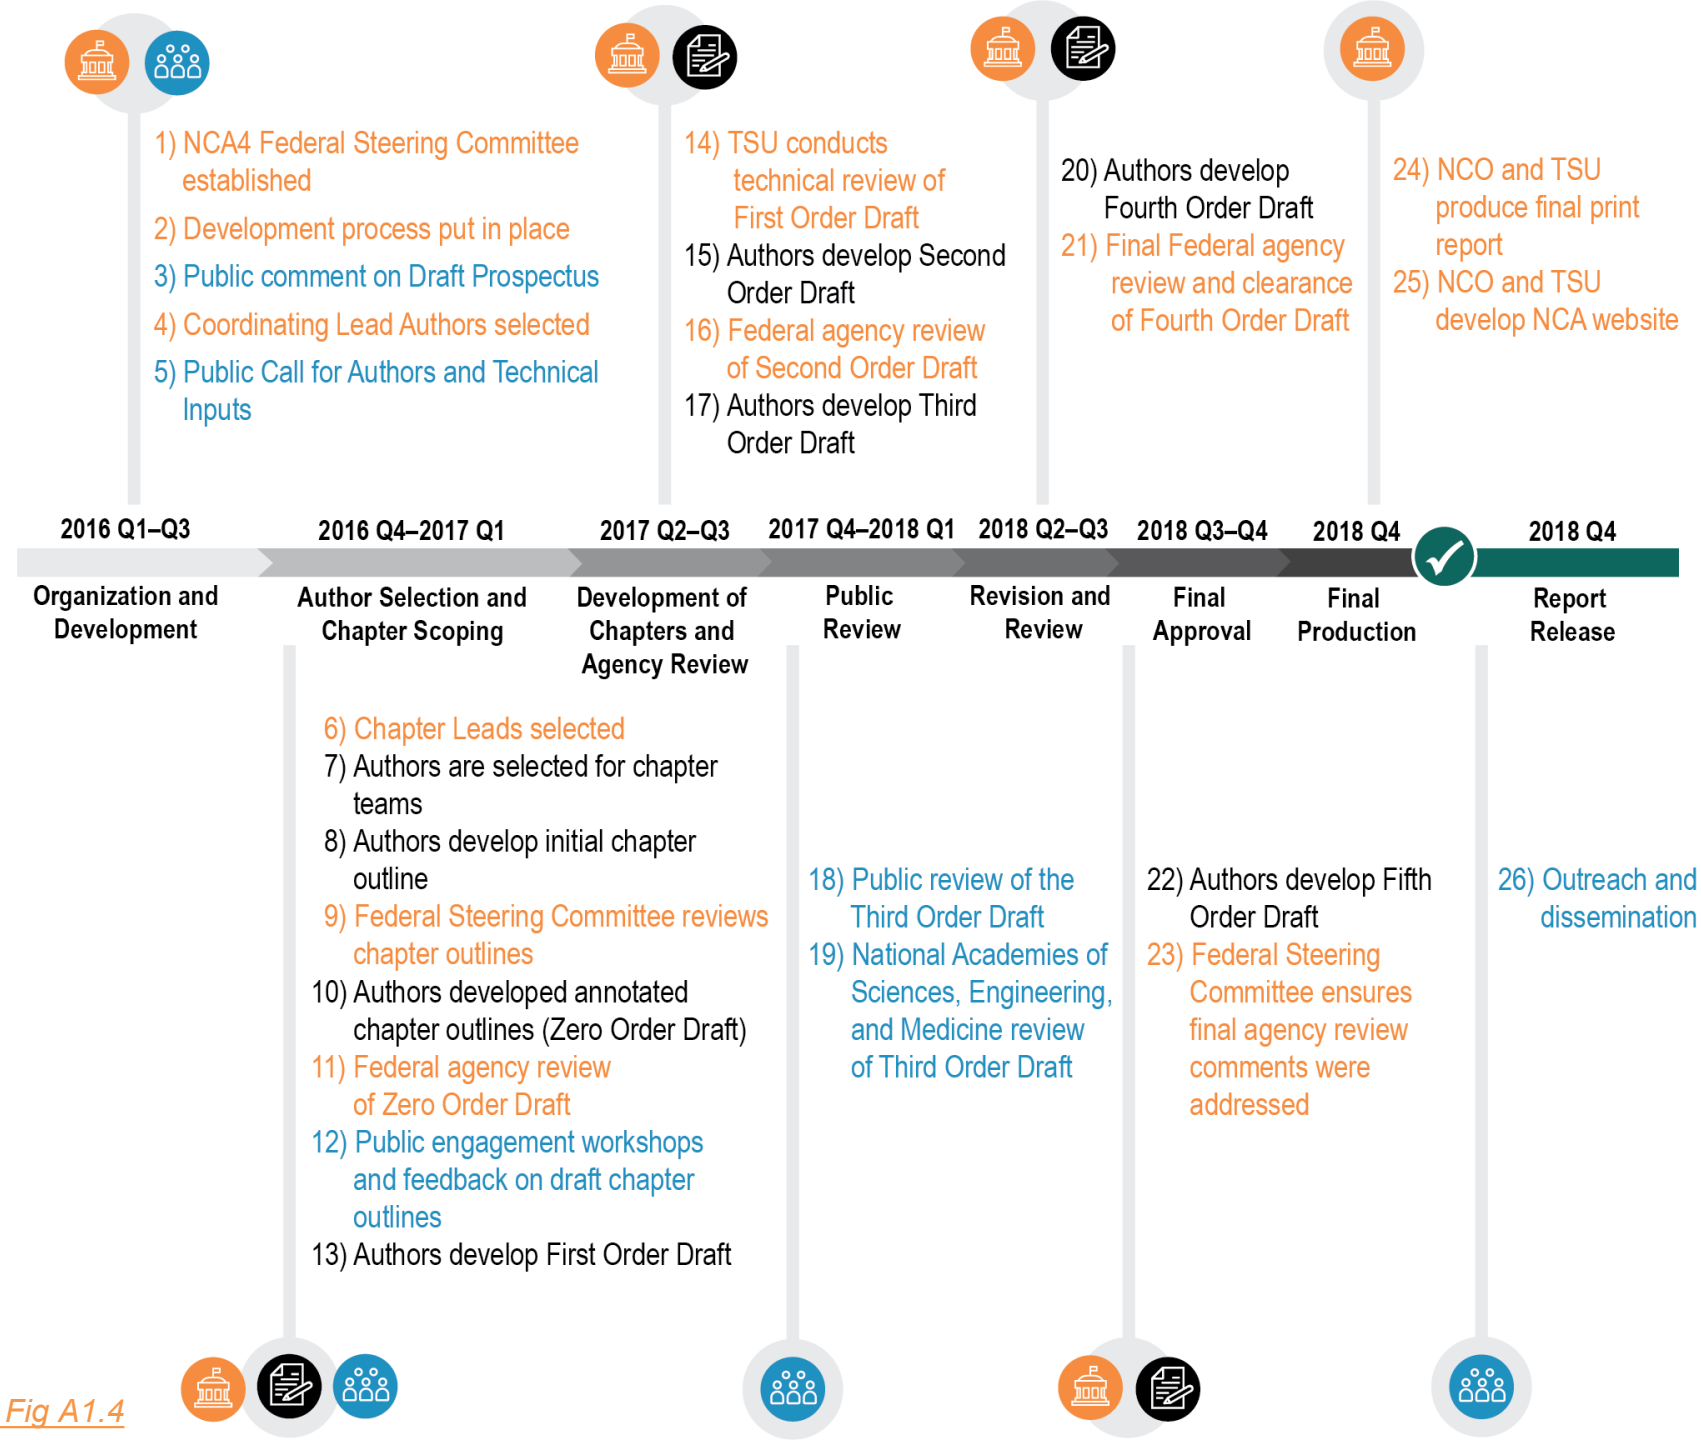 1) NCA4 Federal Steering Committee
established
2) Development process put in place
3) Public comment on Draft Prospectus
4) Coordinating Lead Authors selected
5) Public Call for Authors and Technical
Inputs
14) TSU conducts
technical review of
First Order Draft
15) Authors develop Second
Order Draft
16) Federal agency review
of Second Order Draft
17) Authors develop Third
Order Draft
20) Authors develop
Fourth Order Draft
21) Final Federal agency
review and clearance
of Fourth Order Draft
24) NCO and TSU
produce final print
report
25) NCO and TSU
develop NCA website
2016 Q1–Q3
2016 Q4–2017 Q1
2017 Q2–Q3
2017 Q4–2018 Q1
2018 Q2–Q3
2018 Q3–Q4
2018 Q4
2018 Q4
Organization and
Development
Author Selection and
Chapter Scoping
Development of
Chapters and
Agency Review
Public
Review
Revision and
Review
Final
Approval
Final
Production
Report
Release
6) Chapter Leads selected
7) Authors are selected for chapter
teams
8) Authors develop initial chapter
outline
9) Federal Steering Committee reviews
chapter outlines
10) Authors developed annotated
chapter outlines (Zero Order Draft)
11) Federal agency review
of Zero Order Draft
12) Public engagement workshops
and feedback on draft chapter
outlines
13) Authors develop First Order Draft
18) Public review of the
Third Order Draft
19) National Academies of
Sciences, Engineering,
and Medicine review
of Third Order Draft
22) Authors develop Fifth
Order Draft
23) Federal Steering
Committee ensures
final agency review
comments were
addressed
26) Outreach and
dissemination
Fig A1.4